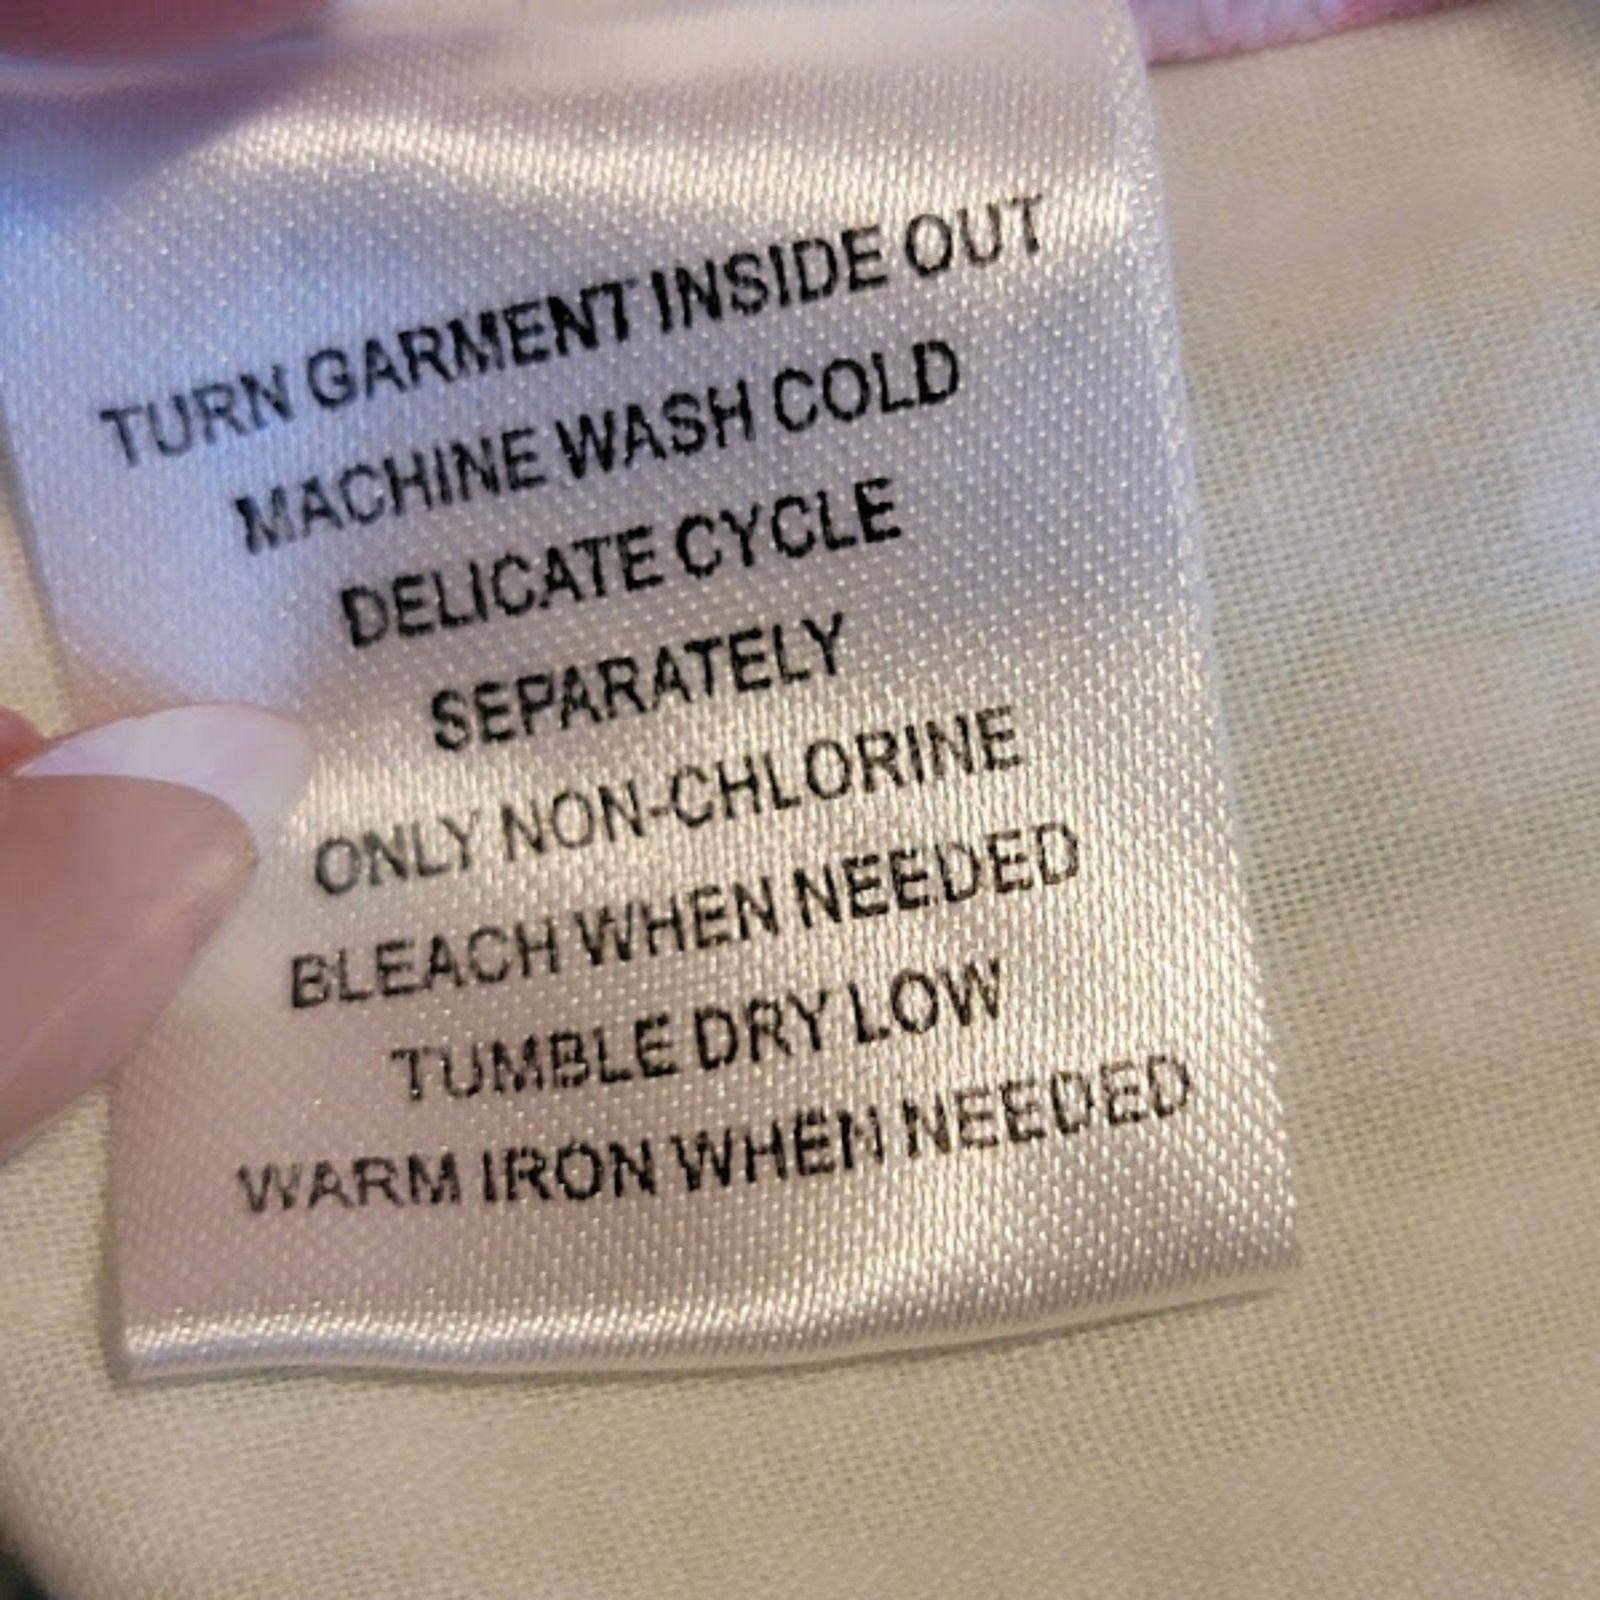 TURN GARMENT INSIDE OUT
MACHINE WASH COLD
DELICATE CYCLE
SEPARATELY
ONLY NON-CHLORINE
BLEACH WHEN NEEDED
TUMBLE DRY LOW
WARM IRON WHEN NEEDED